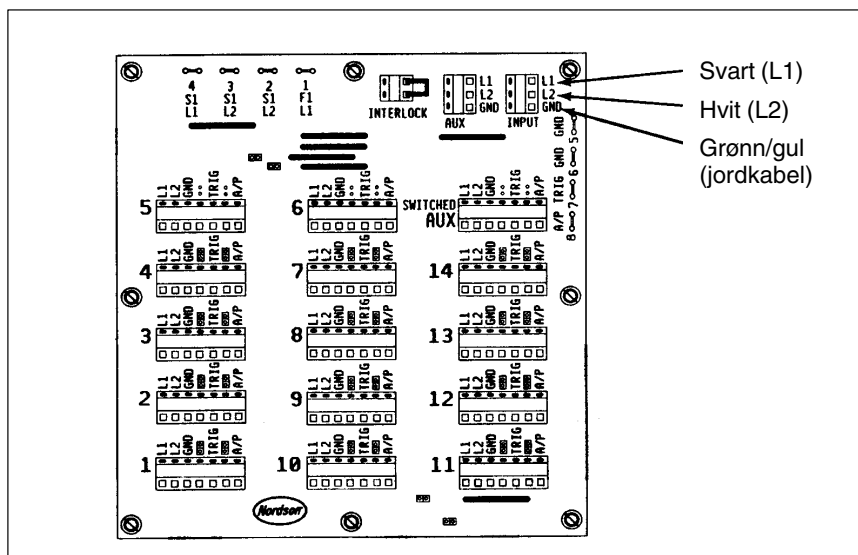 4 3 2 1
S1 S1 S1 F1
L1 L2 L2 L1
INTERLOCK
L1
L2
GND
AUX
L1
L2
GND
INPUT
Svart (L1)
Hvit (L2)
Grønn/gul
(jordkabel)
GND
5
GND
6
TRIG
7
A/P
8
5 L1 L2 GND TRIG A/P
6 L1 L2 GND TRIG A/P
SWITCHED
AUX
L1 L2 GND TRIG A/P
4 L1 L2 GND TRIG A/P
7 L1 L2 GND TRIG A/P
14 L1 L2 GND TRIG A/P
3 L1 L2 GND TRIG A/P
8 L1 L2 GND TRIG A/P
13 L1 L2 GND TRIG A/P
2 L1 L2 GND TRIG A/P
9 L1 L2 GND TRIG A/P
12 L1 L2 GND TRIG A/P
1 L1 L2 GND TRIG A/P
10 L1 L2 GND TRIG A/P
11 L1 L2 GND TRIG A/P
Nordson